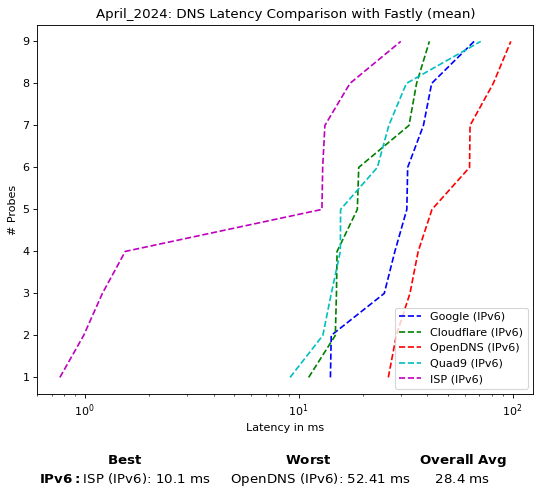 April_2024: DNS Latency Comparison with Fastly (mean)
# Probes
9
8
7
6
5
4
3
2
1
10⁰
10¹
10²
Latency in ms
Google (IPv6)
Cloudflare (IPv6)
OpenDNS (IPv6)
Quad9 (IPv6)
ISP (IPv6)
Best Worst Overall Avg
IPv6: ISP (IPv6): 10.1 ms OpenDNS (IPv6): 52.41 ms 28.4 ms